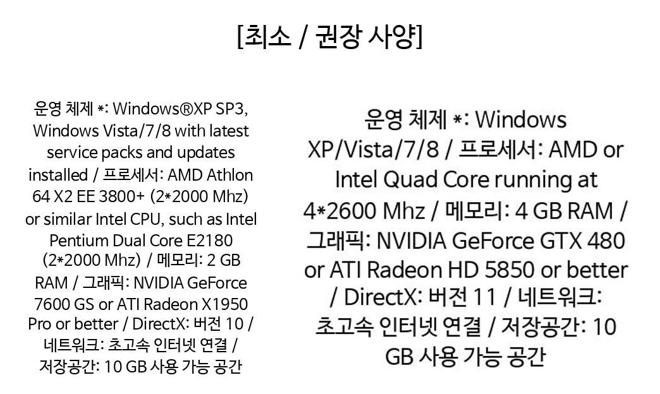 [최소 / 권장 사양]
운영 체제 *: Windows®XP SP3,
Windows Vista/7/8 with latest
service packs and updates
installed / 프로세서: AMD Athlon
64 X2 EE 3800+ (2*2000 Mhz)
or similar Intel CPU, such as Intel
Pentium Dual Core E2180
(2*2000 Mhz) / 메모리: 2 GB
RAM / 그래픽: NVIDIA GeForce
7600 GS or ATI Radeon X1950
Pro or better / DirectX: 버전 10 /
네트워크: 초고속 인터넷 연결 /
저장공간: 10 GB 사용 가능 공간
운영 체제 *: Windows
XP/Vista/7/8 / 프로세서: AMD or
Intel Quad Core running at
4*2600 Mhz / 메모리: 4 GB RAM /
그래픽: NVIDIA GeForce GTX 480
or ATI Radeon HD 5850 or better
/ DirectX: 버전 11 / 네트워크:
초고속 인터넷 연결 / 저장공간: 10
GB 사용 가능 공간